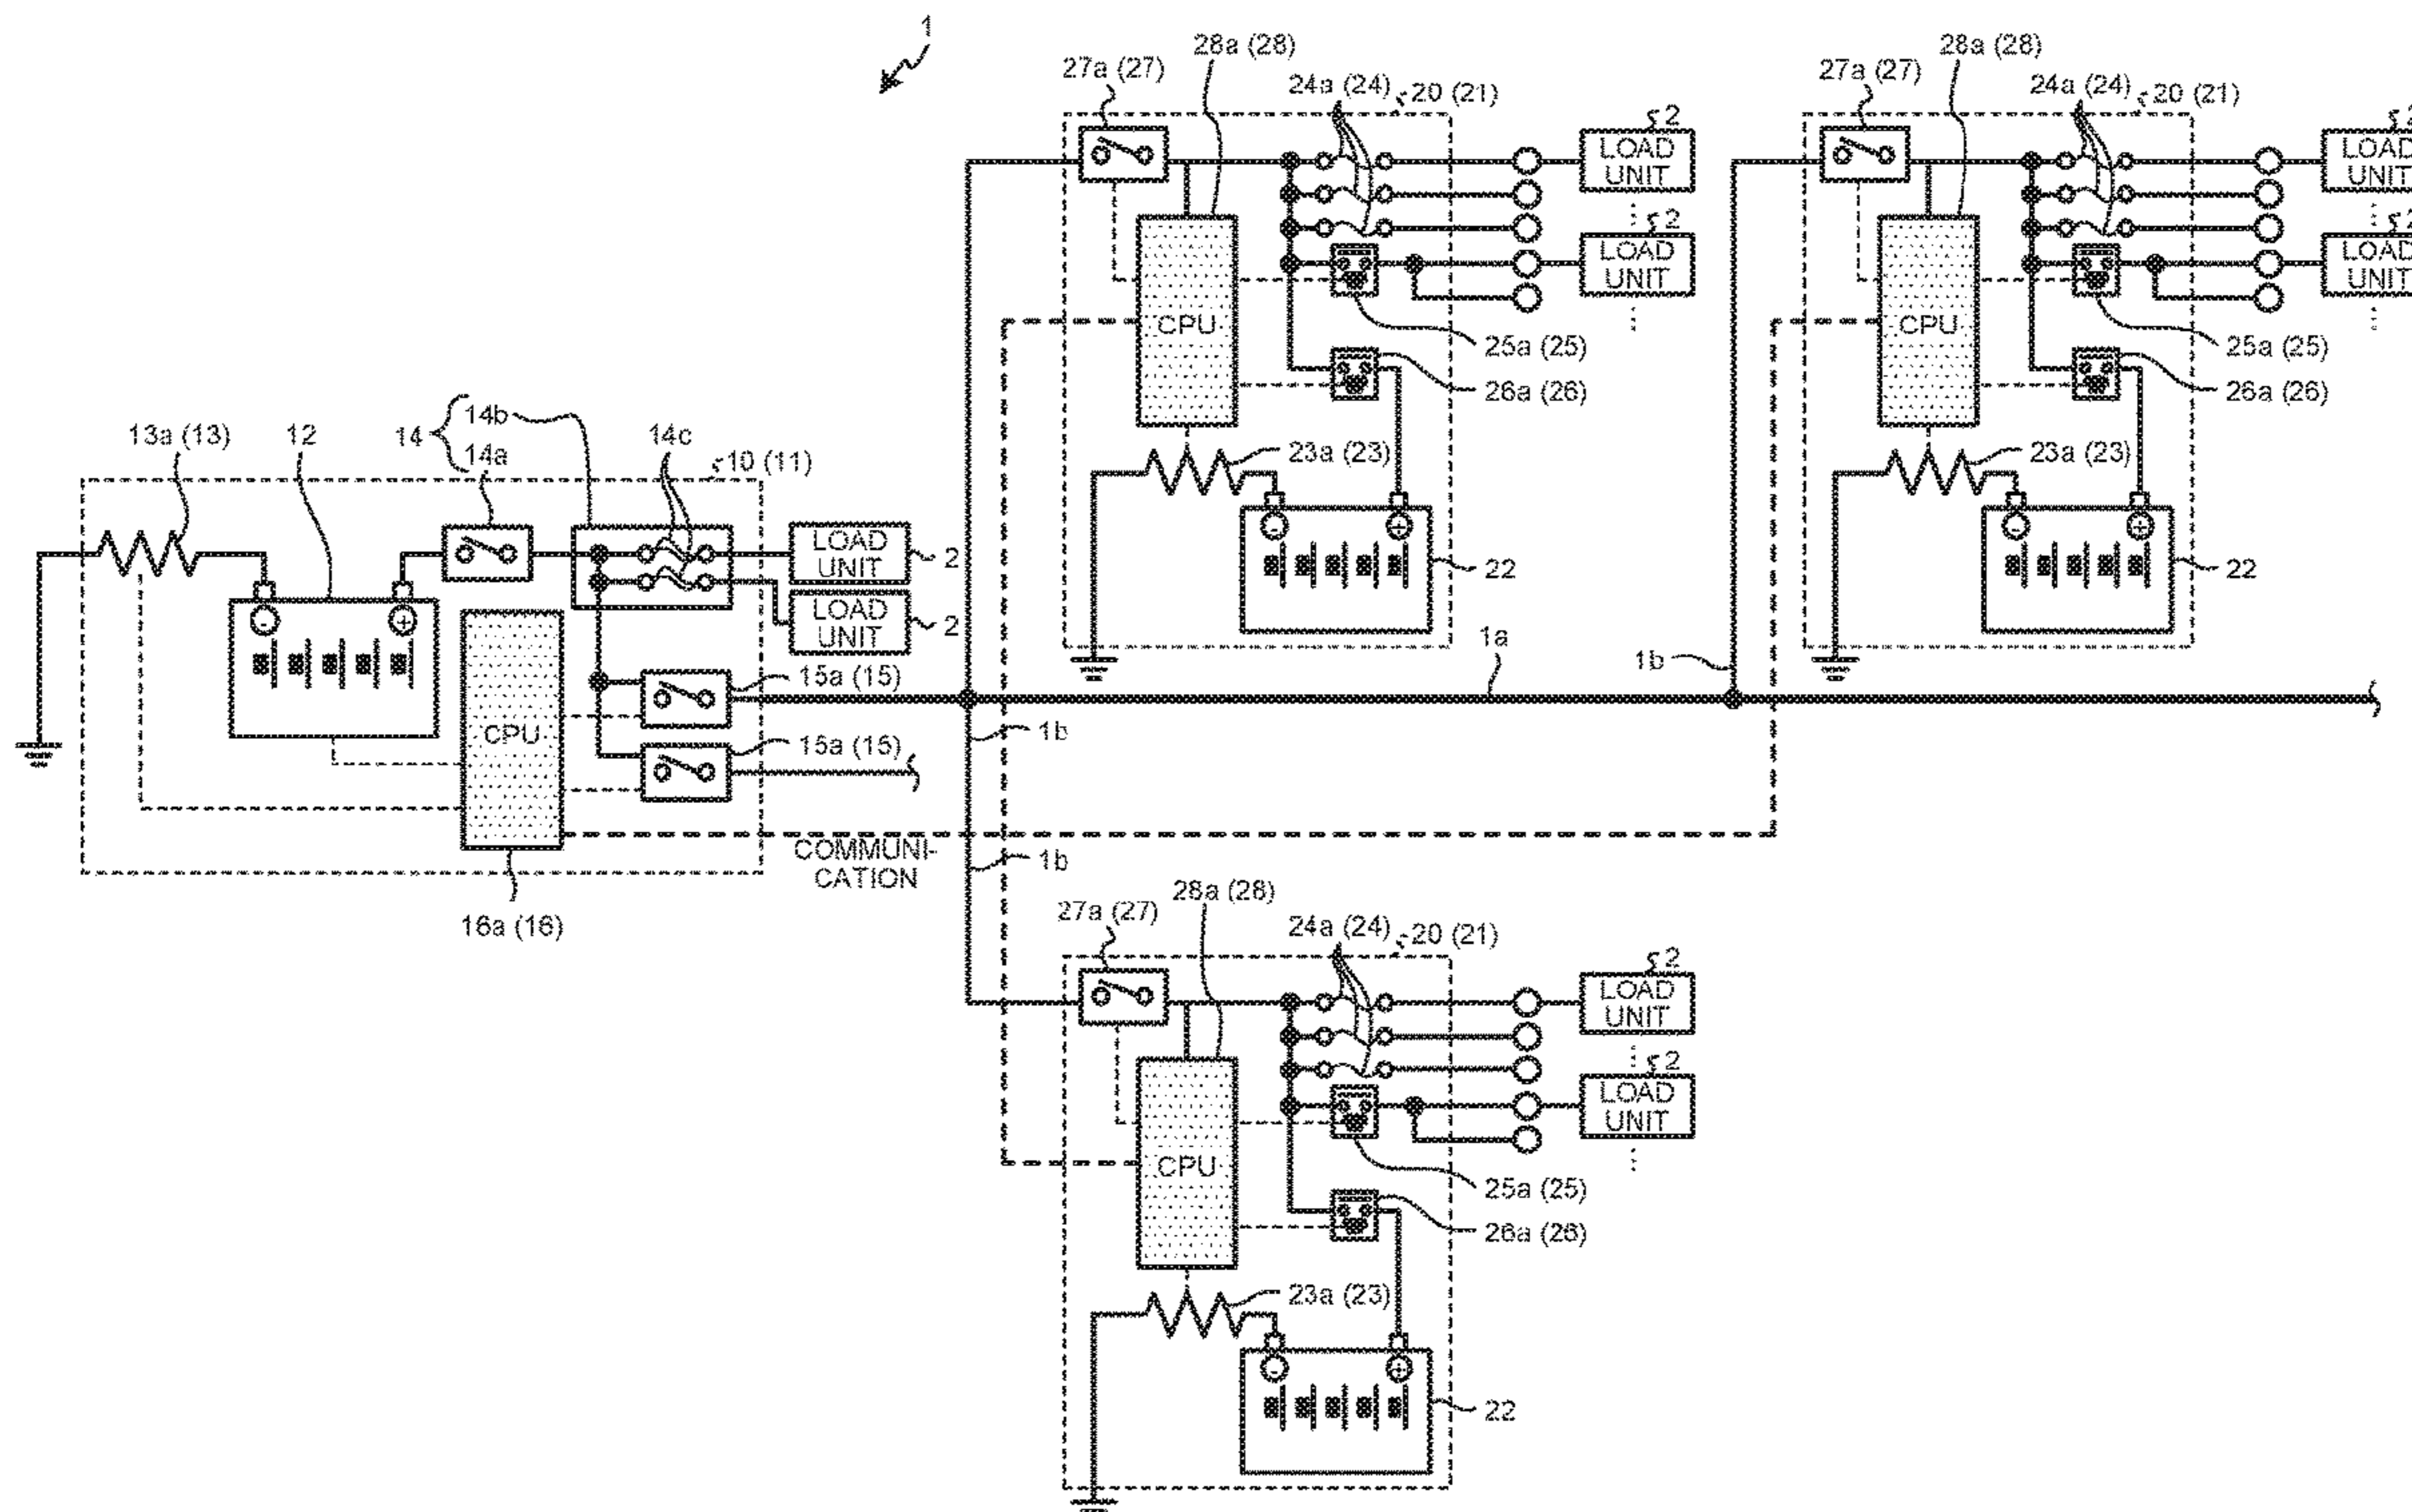 1
28a (28)
27a (27)
24a (24)
20 (21)
2
LOAD
UNIT
2
LOAD
UNIT
CPU
25a (25)
26a (26)
23a (23)
-
+
22
28a (28)
27a (27)
24a (24)
20 (21)
2
LOAD
UNIT
2
LOAD
UNIT
CPU
25a (25)
26a (26)
23a (23)
-
+
22
13a (13)
12
14
14b
14a
14c
10 (11)
LOAD
UNIT
2
LOAD
UNIT
2
-
+
CPU
15a (15)
15a (15)
16a (16)
COMMUNI-
CATION
1a
1b
1b
1b
28a (28)
27a (27)
24a (24)
20 (21)
2
LOAD
UNIT
2
LOAD
UNIT
CPU
25a (25)
26a (26)
23a (23)
-
+
22